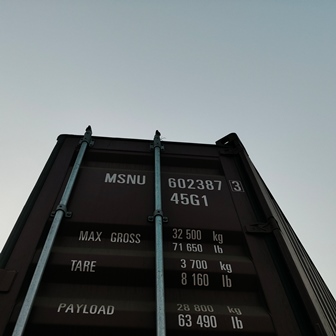 MSNU 602387 3
45G1
MAX GROSS 32 500 kg
71 650 lb
TARE 3 700 kg
8 160 lb
PAYLOAD 28 800 kg
63 490 lb